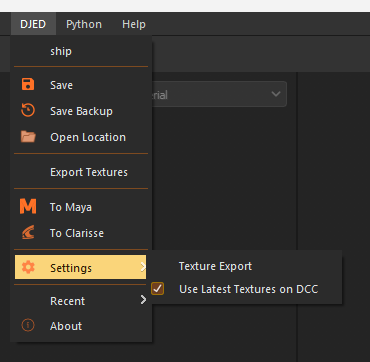 DJED Python Help
ship
erial
Save
Save Backup
Open Location
Export Textures
To Maya
To Clarisse
Settings
Texture Export
Use Latest Textures on DCC
Recent
About